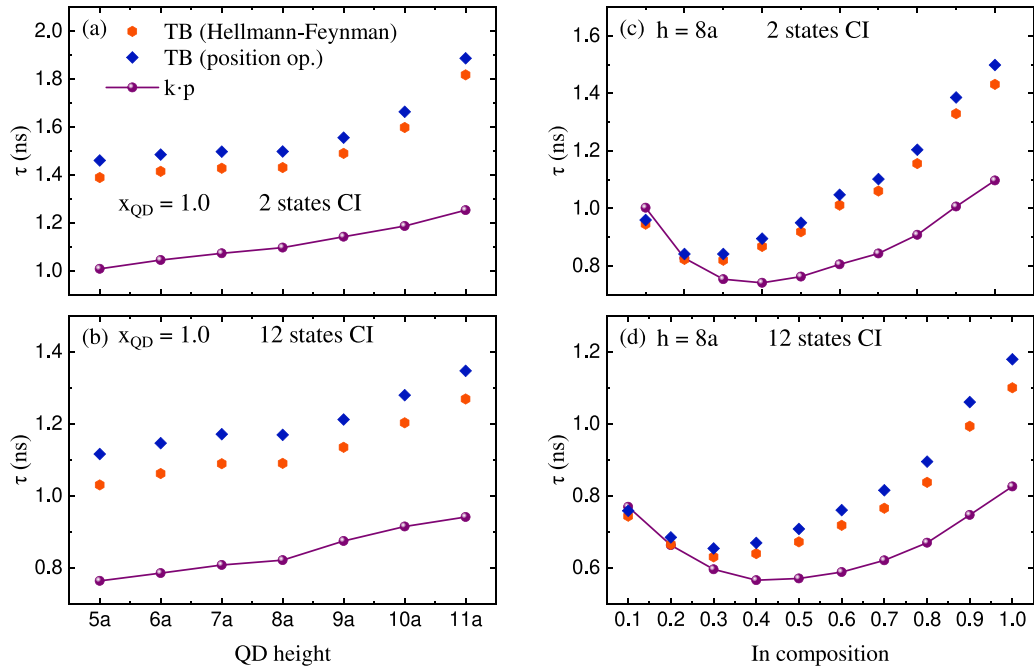 (a)
TB (Hellmann-Feynman)
TB (position op.)
k·p
x_QD = 1.0 2 states CI
τ (ns)
2.0
1.8
1.6
1.4
1.2
1.0
(b) x_QD = 1.0 12 states CI
τ (ns)
1.4
1.2
1.0
0.8
5a 6a 7a 8a 9a 10a 11a
QD height
(c) h = 8a 2 states CI
τ (ns)
1.6
1.4
1.2
1.0
0.8
(d) h = 8a 12 states CI
τ (ns)
1.2
1.0
0.8
0.6
0.1 0.2 0.3 0.4 0.5 0.6 0.7 0.8 0.9 1.0
In composition